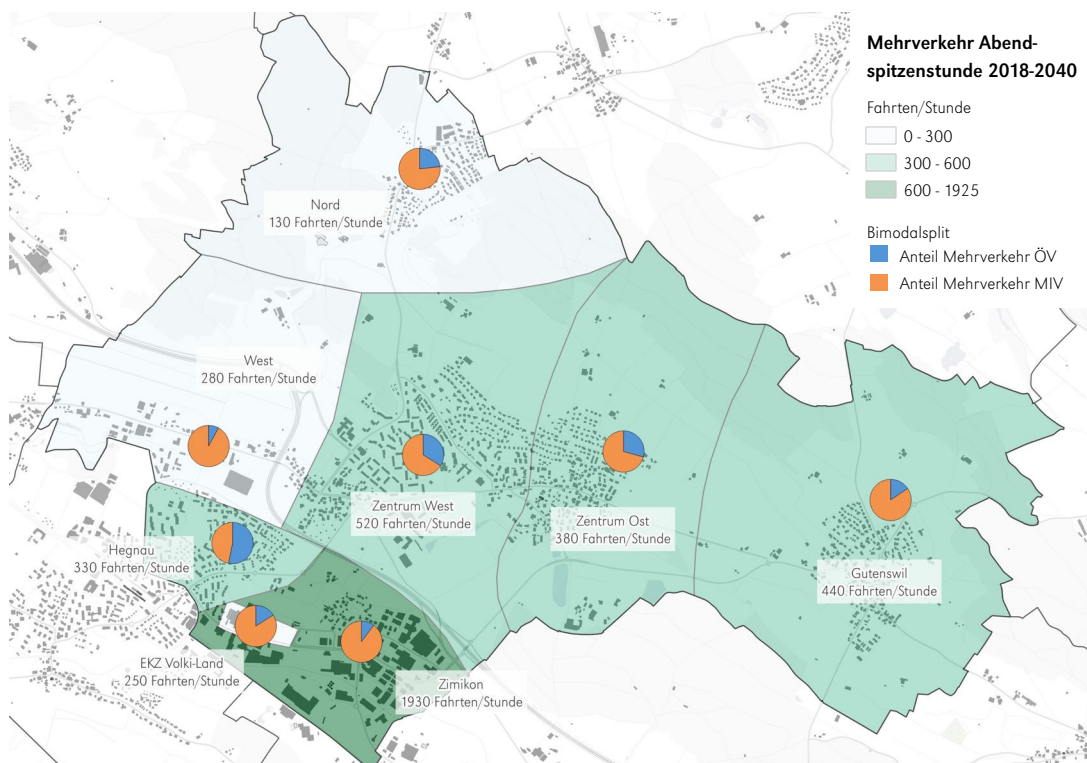 Mehrverkehr Abend-
spitzenstunde 2018-2040
Fahrten/Stunde
0 - 300
300 - 600
600 - 1925
Bimodalsplit
Anteil Mehrverkehr ÖV
Anteil Mehrverkehr MIV
Nord
130 Fahrten/Stunde
West
280 Fahrten/Stunde
Zentrum West
520 Fahrten/Stunde
Zentrum Ost
380 Fahrten/Stunde
Hegnau
330 Fahrten/Stunde
Gutenswil
440 Fahrten/Stunde
EKZ Volki-Land
250 Fahrten/Stunde
Zimikon
1930 Fahrten/Stunde